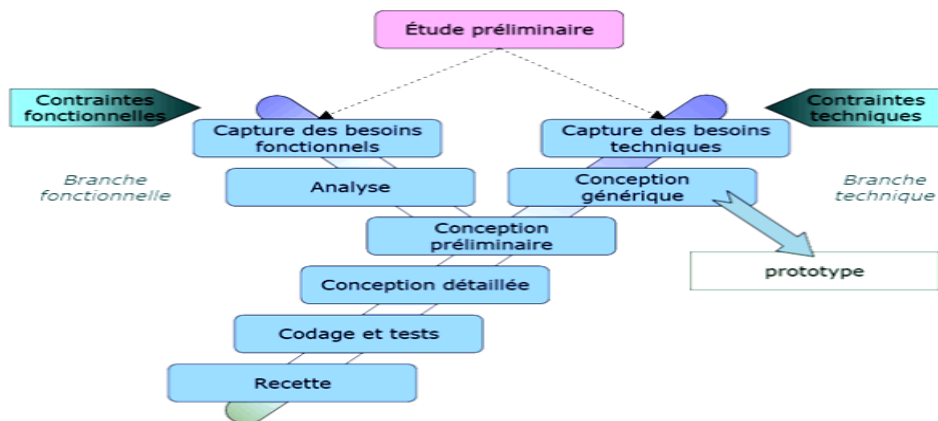 Étude préliminaire
Contraintes
fonctionnelles
Contraintes
techniques
Capture des besoins
fonctionnels
Capture des besoins
techniques
Branche
fonctionnelle
Analyse
Conception
générique
Branche
technique
Conception
préliminaire
prototype
Conception détaillée
Codage et tests
Recette